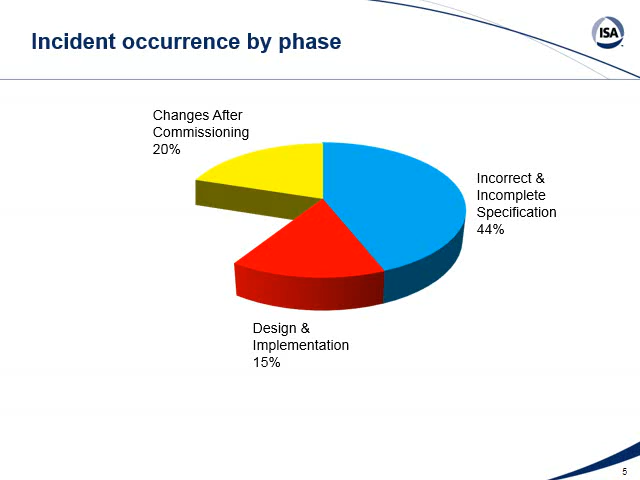 Incident occurrence by phase
ISA
Changes After
Commissioning
20%
Incorrect &
Incomplete
Specification
44%
Design &
Implementation
15%
5